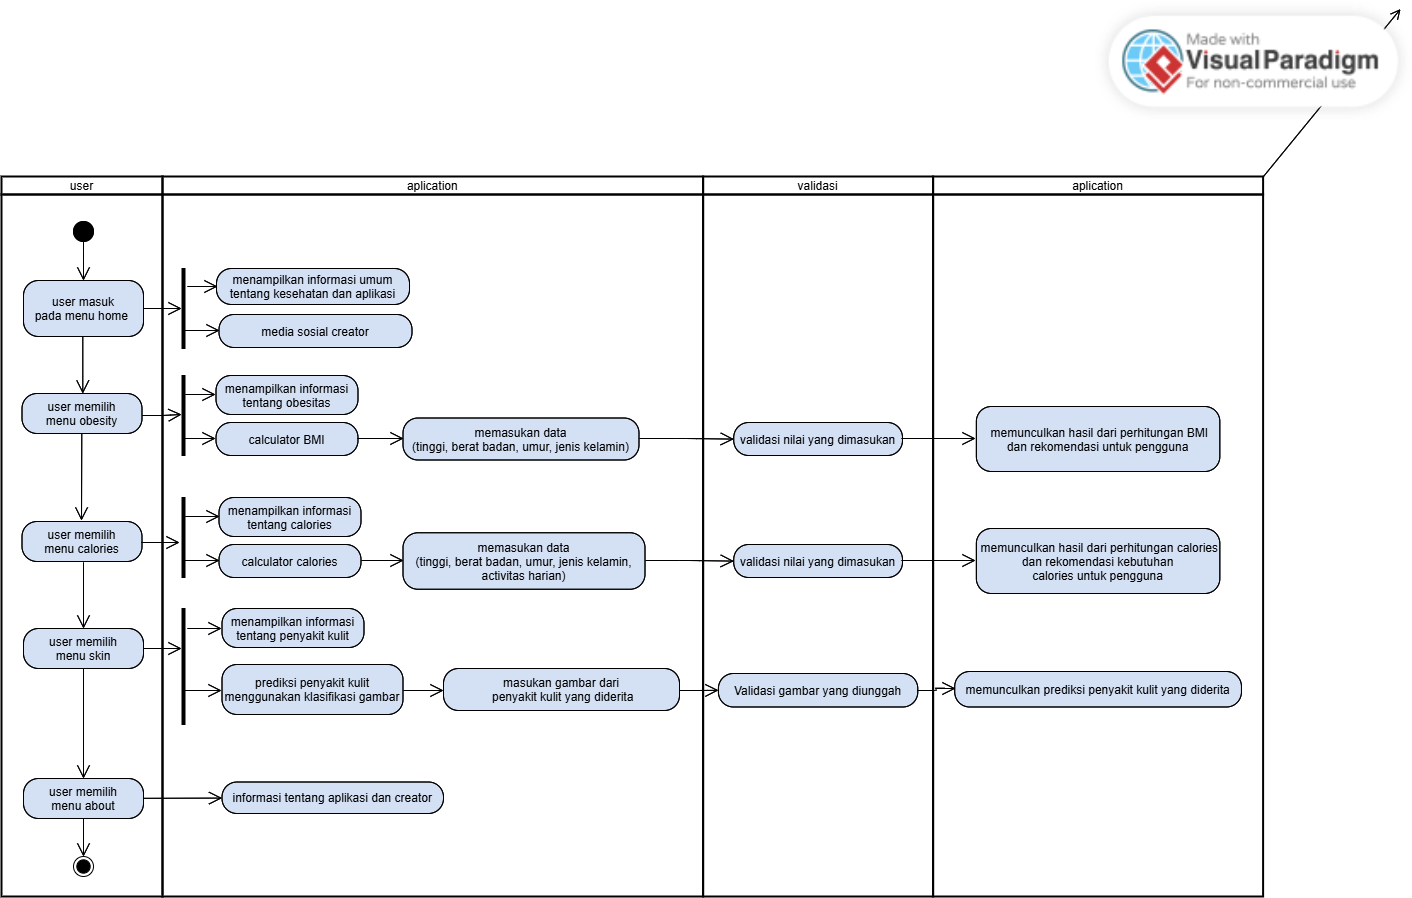 Made with
Visual Paradigm
For non-commercial use
user
aplication
validasi
aplication
user masuk
pada menu home
menampilkan informasi umum
tentang kesehatan dan aplikasi
media sosial creator
user memilih
menu obesity
menampilkan informasi
tentang obesitas
calculator BMI
memasukan data
(tinggi, berat badan, umur, jenis kelamin)
validasi nilai yang dimasukan
memunculkan hasil dari perhitungan BMI
dan rekomendasi untuk pengguna
user memilih
menu calories
menampilkan informasi
tentang calories
calculator calories
memasukan data
(tinggi, berat badan, umur, jenis kelamin,
activitas harian)
validasi nilai yang dimasukan
memunculkan hasil dari perhitungan calories
dan rekomendasi kebutuhan
calories untuk pengguna
user memilih
menu skin
menampilkan informasi
tentang penyakit kulit
prediksi penyakit kulit
menggunakan klasifikasi gambar
masukan gambar dari
penyakit kulit yang diderita
Validasi gambar yang diunggah
memunculkan prediksi penyakit kulit yang diderita
user memilih
menu about
informasi tentang aplikasi dan creator